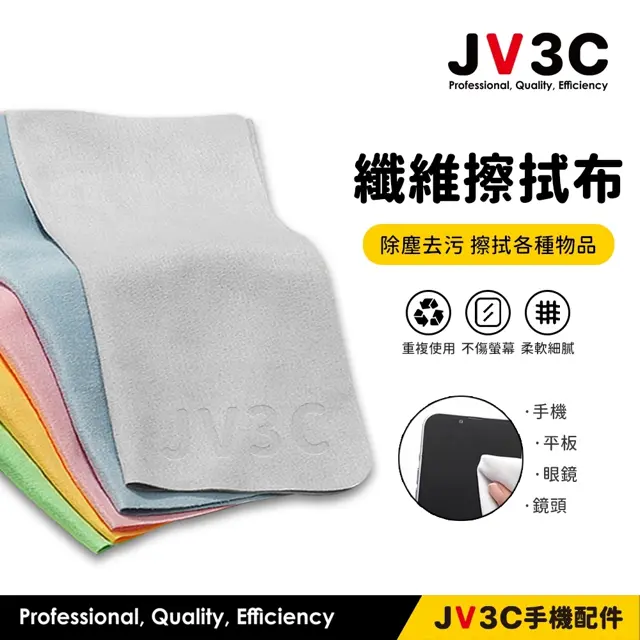 JV3C
Professional, Quality, Efficiency
纖維擦拭布
除塵去污 擦拭各種物品
重複使用 不傷螢幕 柔軟細膩
·手機
·平板
·眼鏡
·鏡頭
JV3C
Professional, Quality, Efficiency
JV3C手機配件